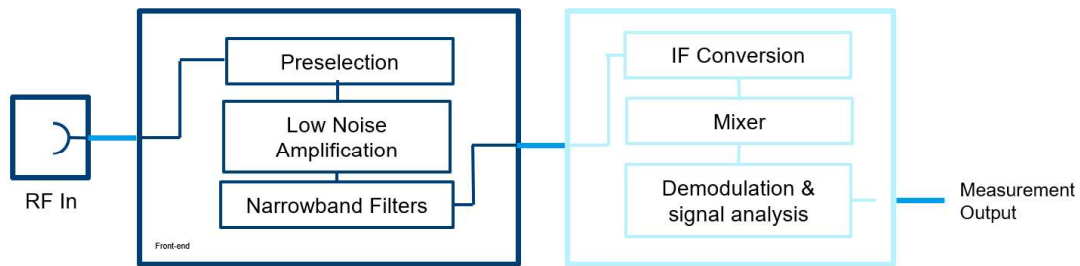 RF In
Preselection
Low Noise
Amplification
Narrowband Filters
Front-end
IF Conversion
Mixer
Demodulation &
signal analysis
Measurement
Output